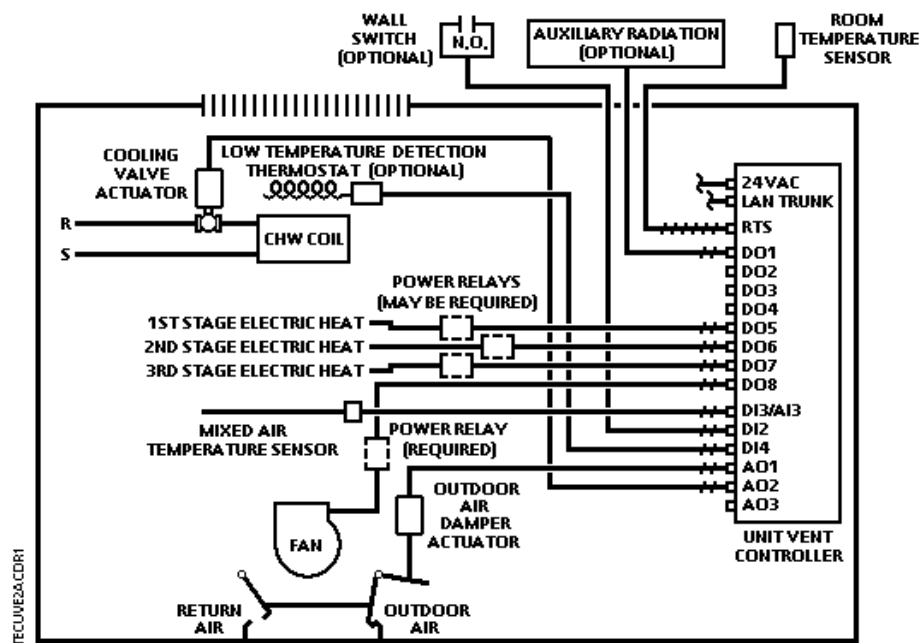 WALL
SWITCH
(OPTIONAL)
N.O.
AUXILIARY RADIATION
(OPTIONAL)
ROOM
TEMPERATURE
SENSOR
COOLING
VALVE
ACTUATOR
LOW TEMPERATURE DETECTION
THERMOSTAT (OPTIONAL)
R
S
CHW COIL
24VAC
LAN TRUNK
RTS
DO1
DO2
DO3
DO4
DO5
DO6
DO7
DO8
DI3/AI3
DI2
DI4
AO1
AO2
AO3
UNIT VENT
CONTROLLER
POWER RELAYS
(MAY BE REQUIRED)
1ST STAGE ELECTRIC HEAT
2ND STAGE ELECTRIC HEAT
3RD STAGE ELECTRIC HEAT
MIXED AIR
TEMPERATURE SENSOR
POWER RELAY
(REQUIRED)
OUTDOOR
AIR
DAMPER
ACTUATOR
FAN
RETURN
AIR
OUTDOOR
AIR
TECUVE2ACDR1